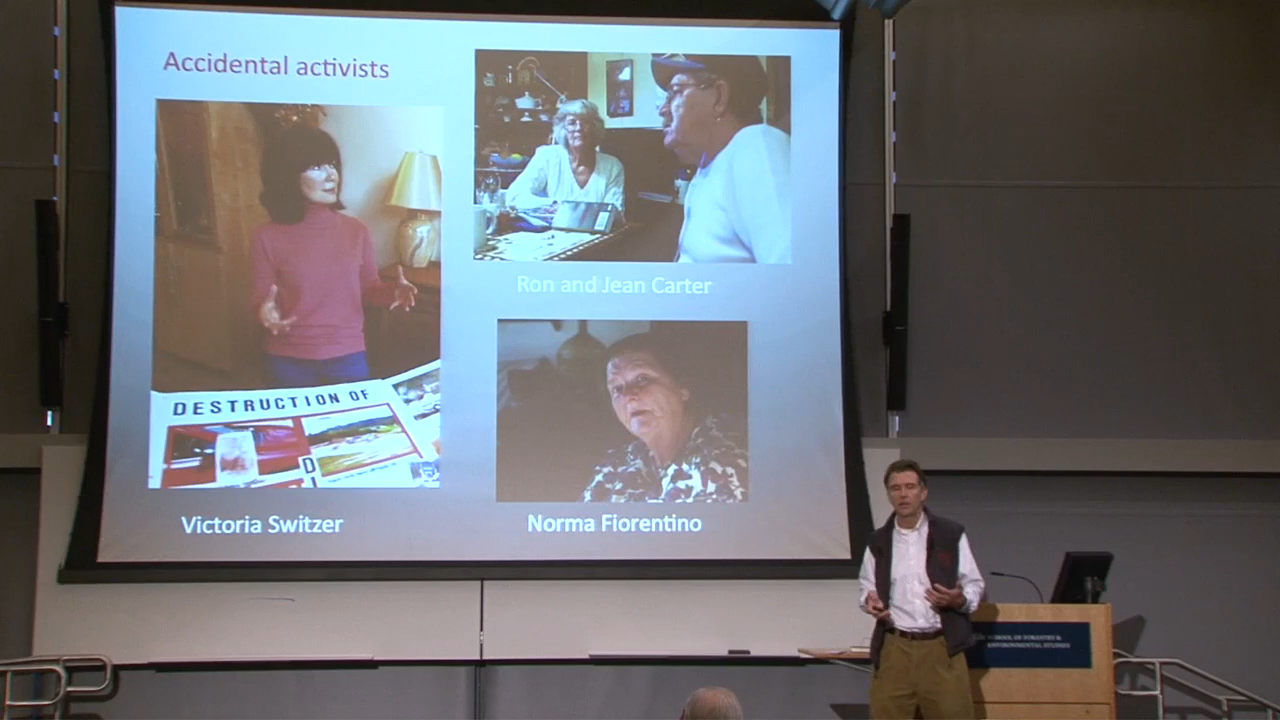 Accidental activists
Ron and Jean Carter
DESTRUCTION OF
D
Victoria Switzer
Norma Fiorentino
SCHOOL OF FORESTRY &
ENVIRONMENTAL STUDIES